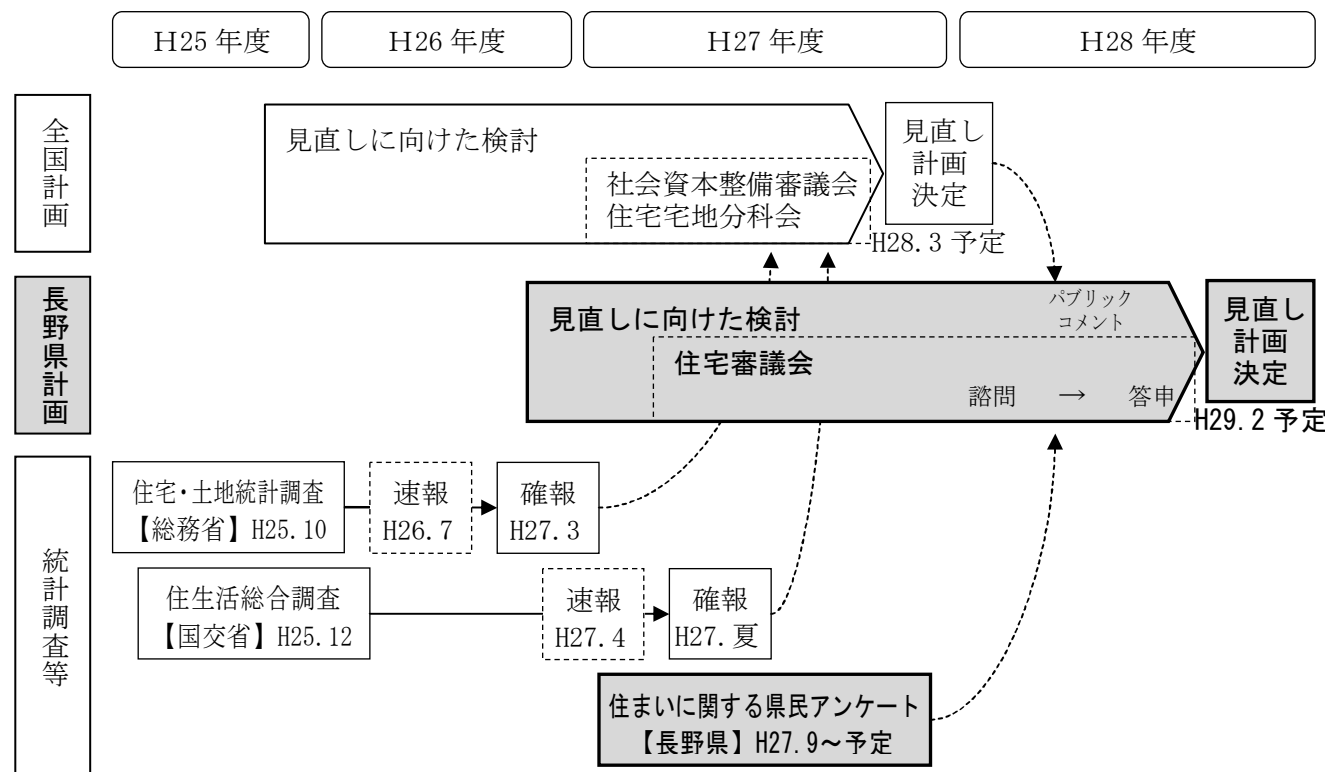 H25 年度
H26 年度
H27 年度
H28 年度
全国計画
見直しに向けた検討
社会資本整備審議会
住宅宅地分科会
見直し
計画
決定
H28.3 予定
長野県計画
見直しに向けた検討
パブリック
コメント
住宅審議会
諮問 → 答申
見直し
計画
決定
H29.2 予定
統計調査等
住宅・土地統計調査
【総務省】H25.10
速報
H26.7
確報
H27.3
住生活総合調査
【国交省】H25.12
速報
H27.4
確報
H27.夏
住まいに関する県民アンケート
【長野県】H27.9~予定